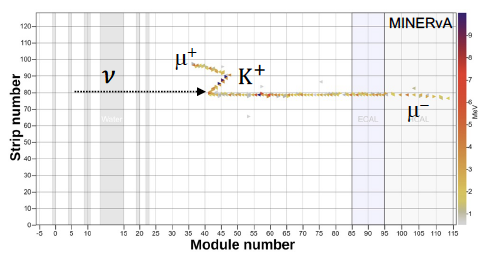 MINERvA
120
110
100
90
80
70
60
50
40
30
20
10
0
Strip number
μ+
ν
K+
μ−
Water
ECAL
HCAL
-5 0 5 10 15 20 25 30 35 40 45 50 55 60 65 70 75 80 85 90 95 100 105 110 115
Module number
9
8
7
6
5
4
3
2
1
MeV